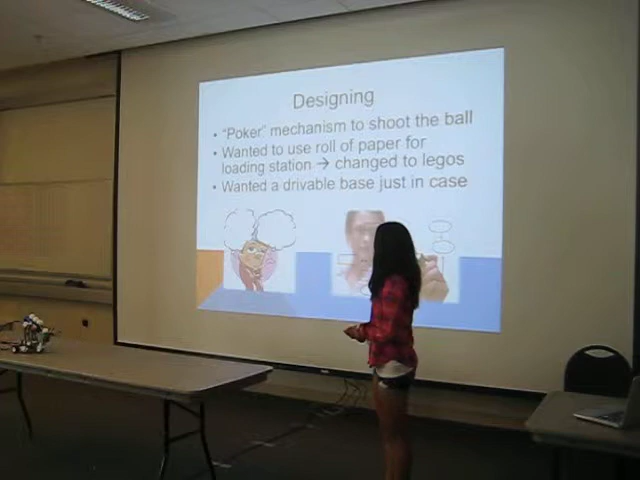 Designing
• "Poker" mechanism to shoot the ball
• Wanted to use roll of paper for
loading station → changed to legos
• Wanted a drivable base just in case